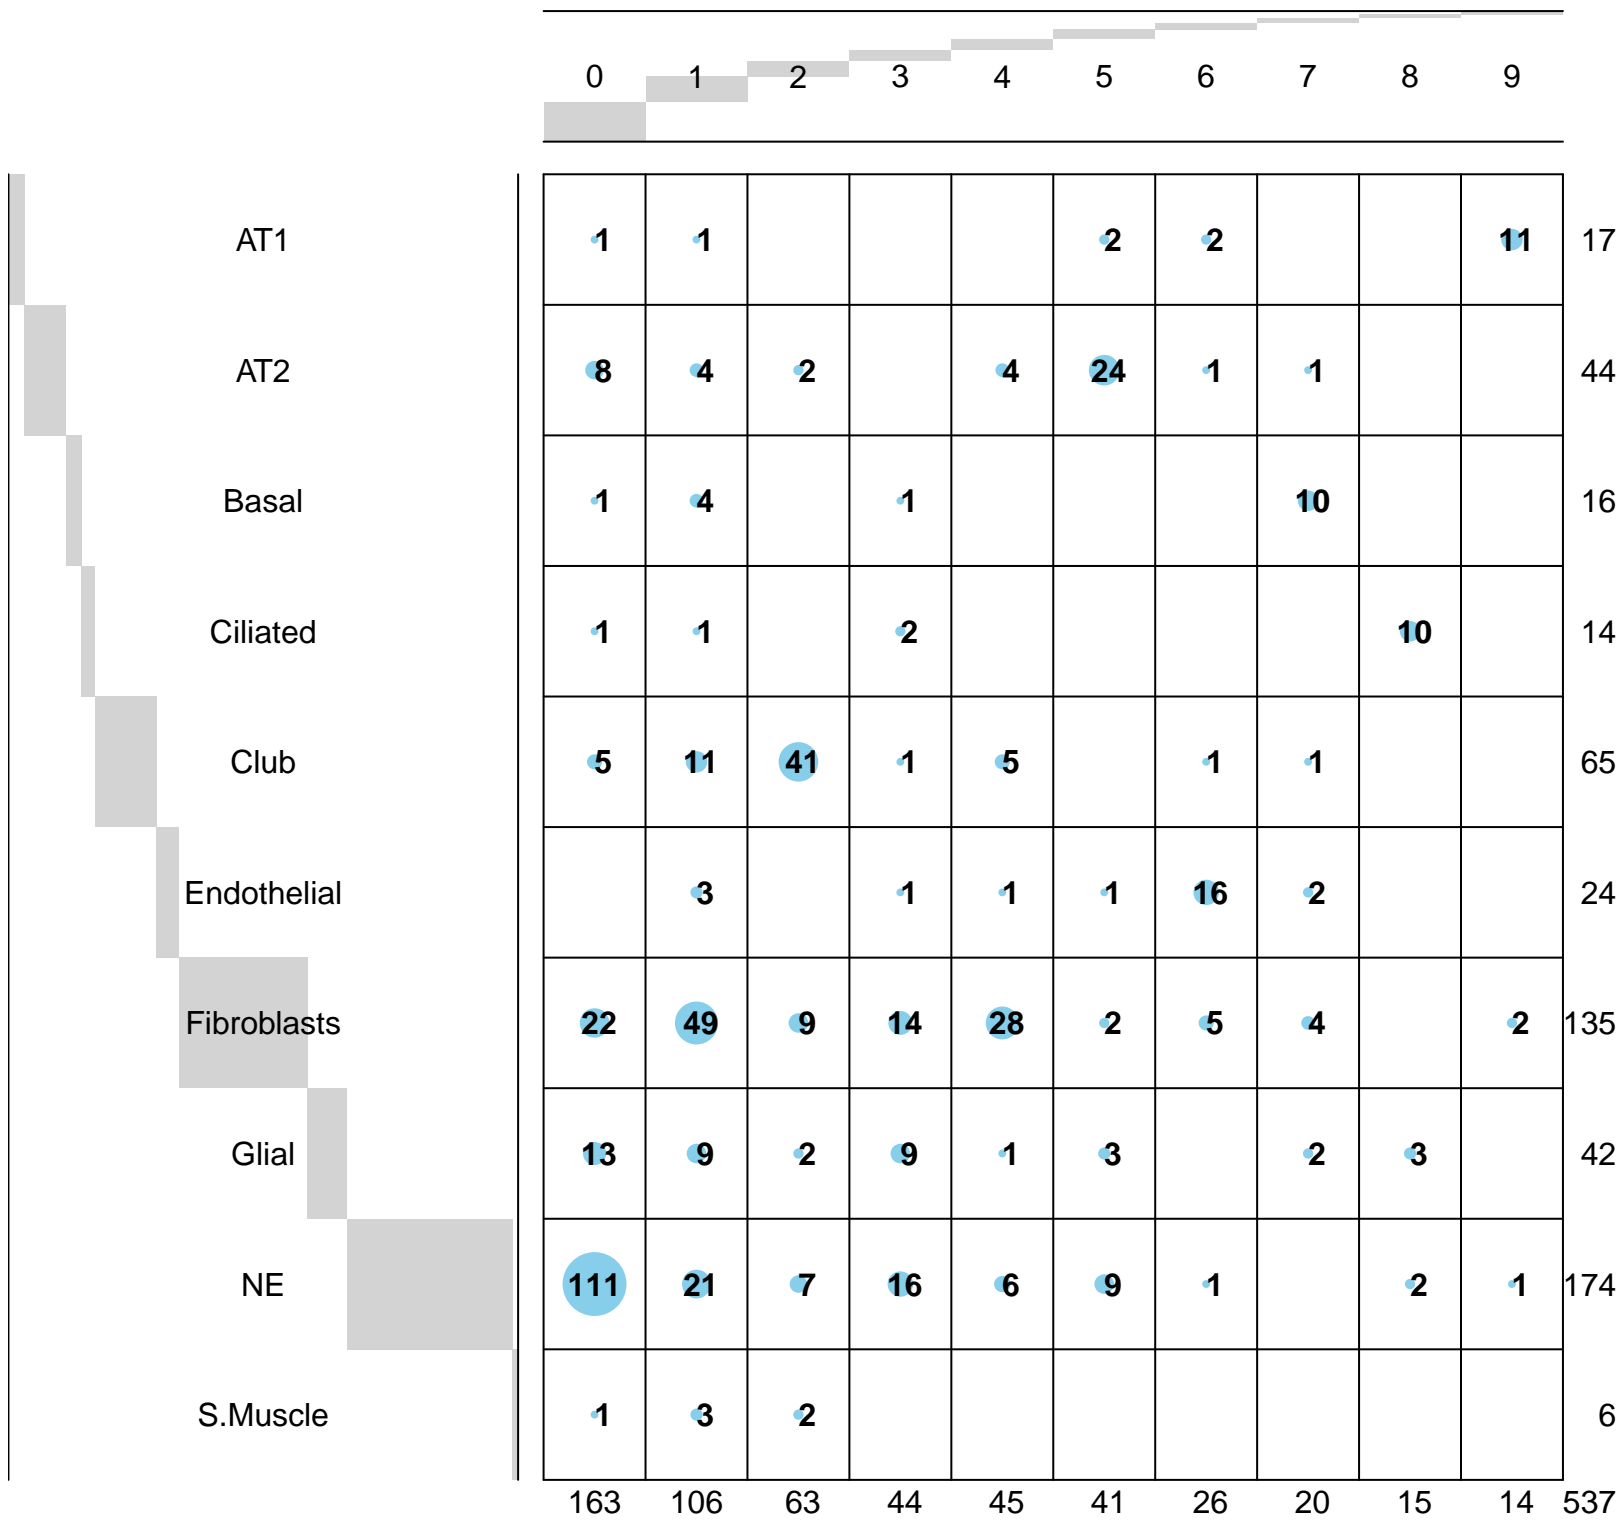 0 1 2 3 4 5 6 7 8 9
AT1 1 1 2 2 11 17
AT2 8 4 2 4 24 1 1 44
Basal 1 4 1 10 16
Ciliated 1 1 2 10 14
Club 5 11 41 1 5 1 1 65
Endothelial 3 1 1 1 16 2 24
Fibroblasts 22 49 9 14 28 2 5 4 2 135
Glial 13 9 2 9 1 3 2 3 42
NE 111 21 7 16 6 9 1 2 1 174
S.Muscle 1 3 2 6
163 106 63 44 45 41 26 20 15 14 537